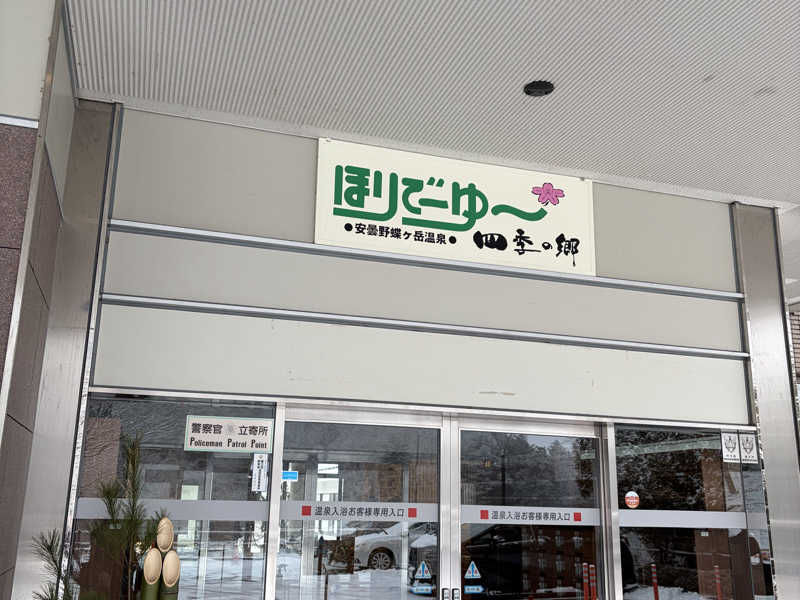 ほりでーゆ〜
●安曇野蝶ヶ岳温泉● 四季の郷
警察官立寄所
Policeman Patrol Point
温泉入浴お客様専用入口
温泉入浴お客様専用入口